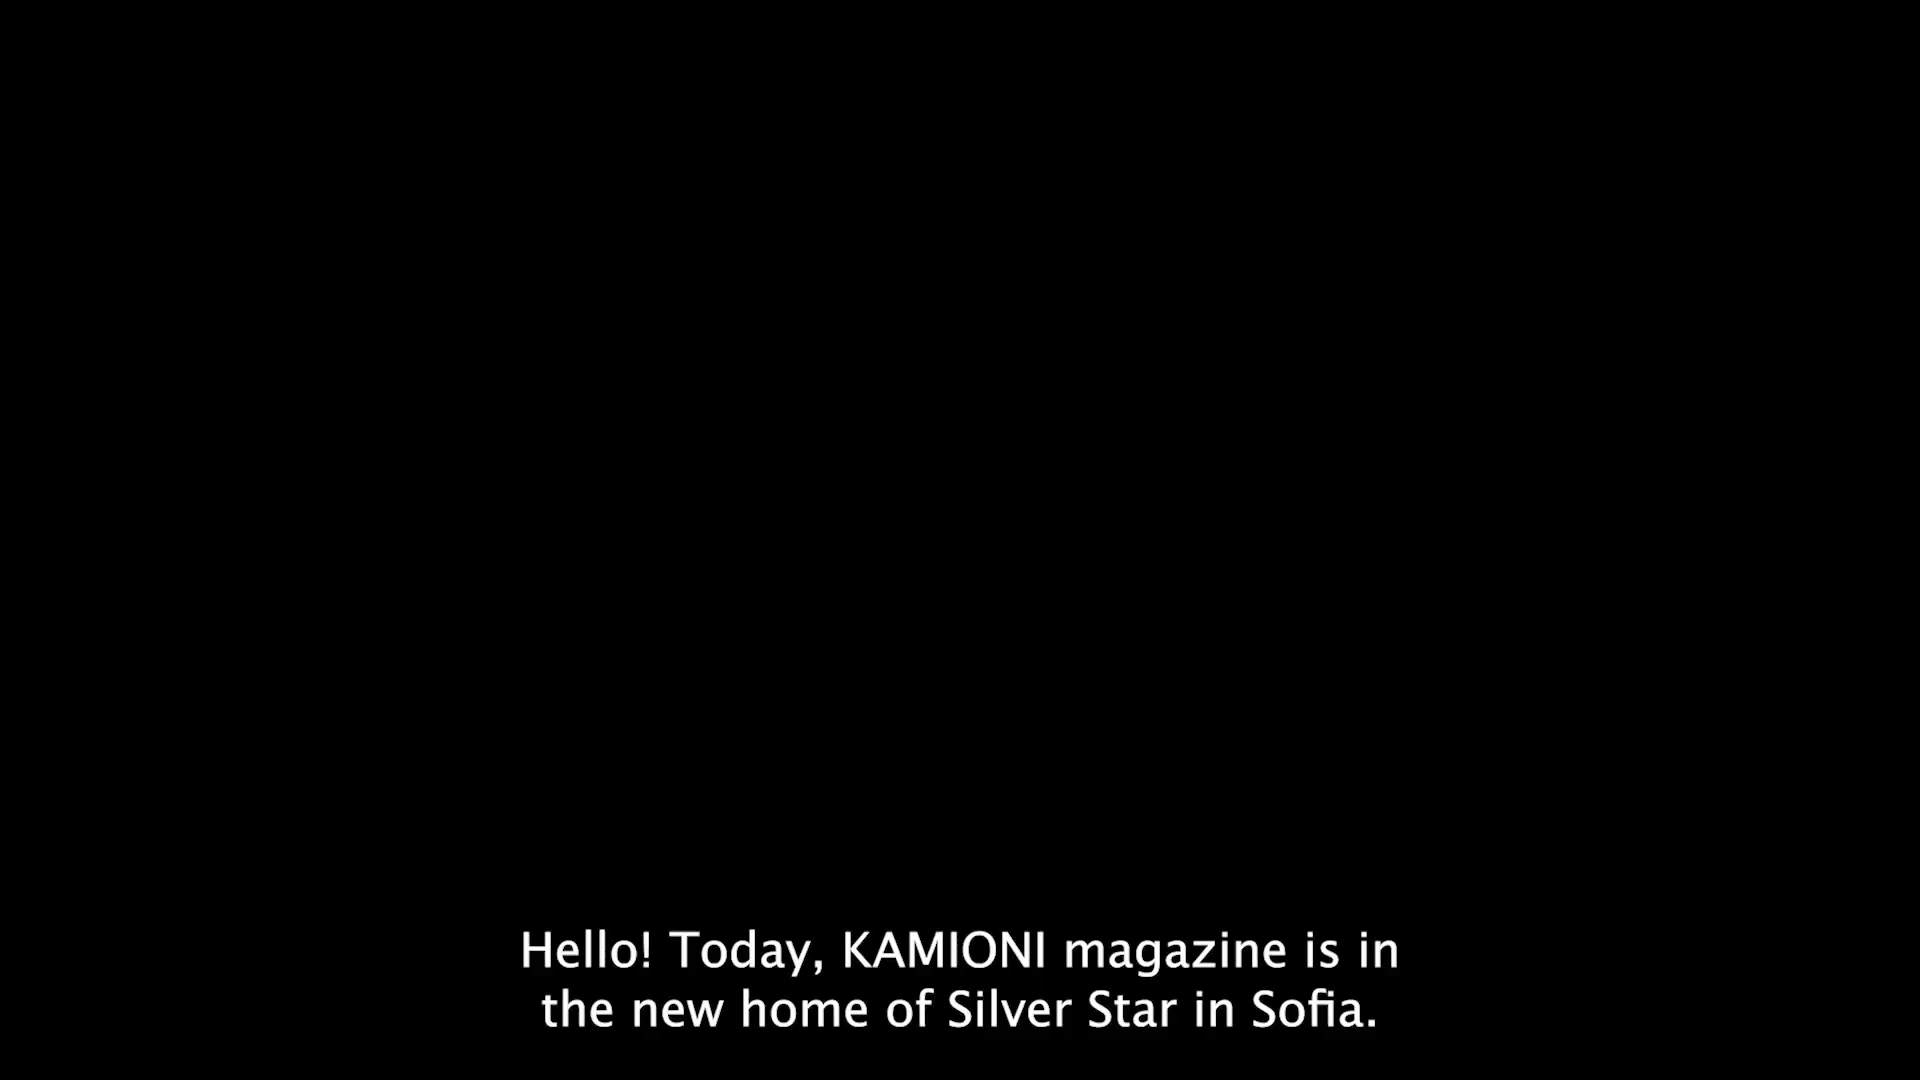 Hello! Today, KAMIONI magazine is in
the new home of Silver Star in Sofia.